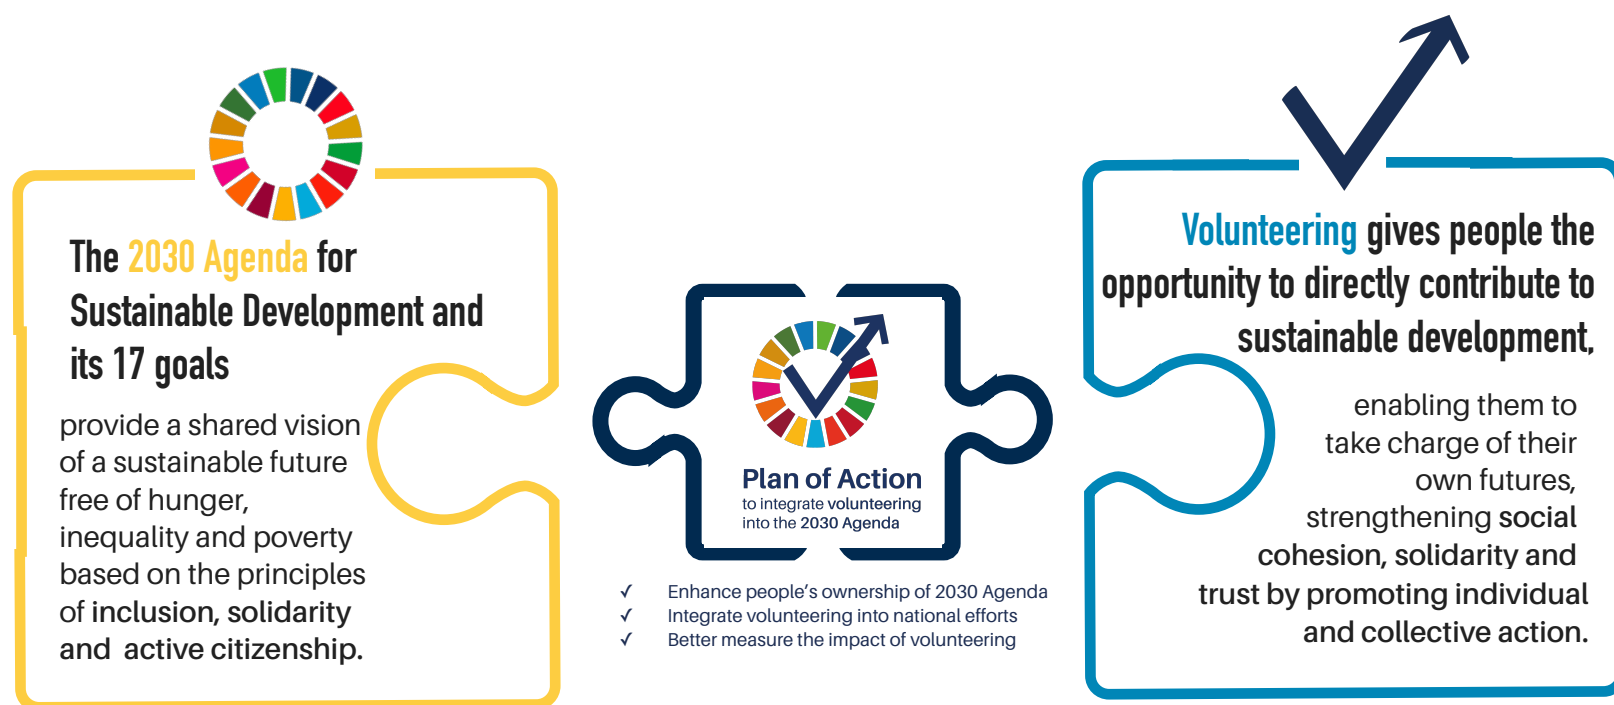 The 2030 Agenda for
Sustainable Development and
its 17 goals
provide a shared vision
of a sustainable future
free of hunger,
inequality and poverty
based on the principles
of inclusion, solidarity
and active citizenship.
Plan of Action
to integrate volunteering
into the 2030 Agenda
✓ Enhance people's ownership of 2030 Agenda
✓ Integrate volunteering into national efforts
✓ Better measure the impact of volunteering
Volunteering gives people the
opportunity to directly contribute to
sustainable development,
enabling them to
take charge of their
own futures,
strengthening social
cohesion, solidarity and
trust by promoting individual
and collective action.